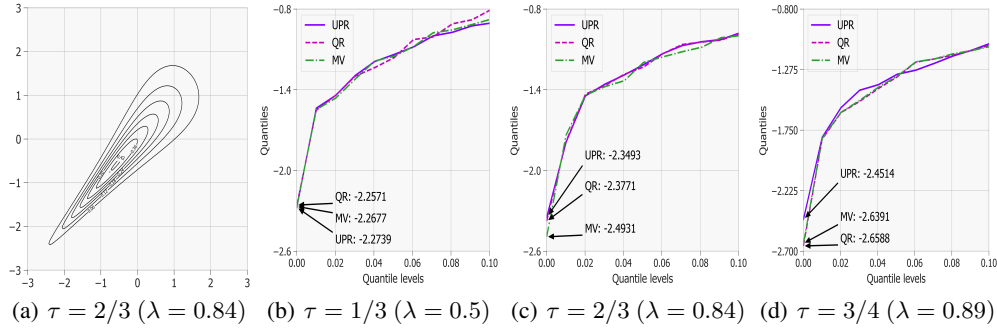 3
2
1
0
−1
−2
−3
−3 −2 −1 0 1 2 3
−0.8
−1.4
−2.0
−2.6
Quantiles
UPR
QR
MV
QR: -2.2571
MV: -2.2677
UPR: -2.2739
0.00 0.02 0.04 0.06 0.08 0.10
Quantile levels
−0.8
−1.4
−2.0
−2.6
Quantiles
UPR
QR
MV
UPR: -2.3493
QR: -2.3771
MV: -2.4931
0.00 0.02 0.04 0.06 0.08 0.10
Quantile levels
−0.800
−1.275
−1.750
−2.225
−2.700
Quantiles
UPR
QR
MV
UPR: -2.4514
MV: -2.6391
QR: -2.6588
0.00 0.02 0.04 0.06 0.08 0.10
Quantile levels
(a) τ = 2/3 (λ = 0.84) (b) τ = 1/3 (λ = 0.5) (c) τ = 2/3 (λ = 0.84) (d) τ = 3/4 (λ = 0.89)